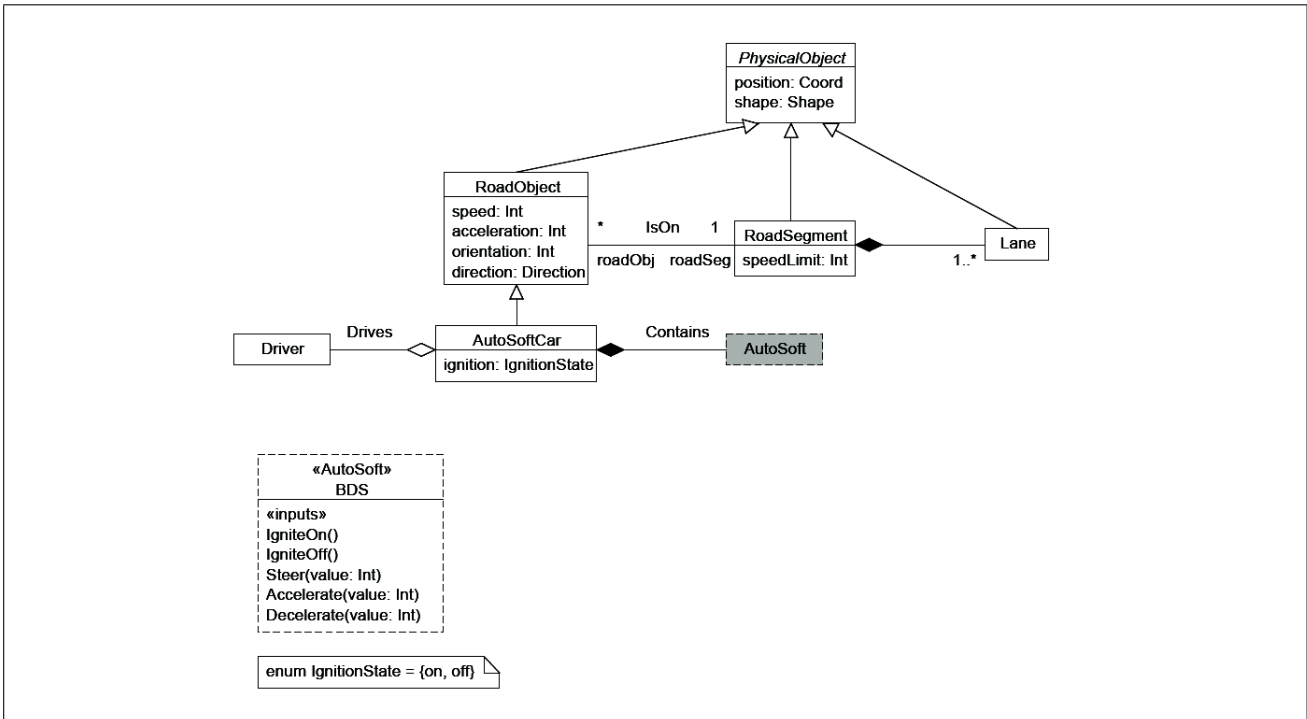 PhysicalObject
position: Coord
shape: Shape
RoadObject
speed: Int
acceleration: Int
orientation: Int
direction: Direction
* IsOn 1
roadObj roadSeg
RoadSegment
speedLimit: Int
1..*
Lane
Driver
Drives
AutoSoftCar
ignition: IgnitionState
Contains
AutoSoft
«AutoSoft»
BDS
«inputs»
IgniteOn()
IgniteOff()
Steer(value: Int)
Accelerate(value: Int)
Decelerate(value: Int)
enum IgnitionState = {on, off}